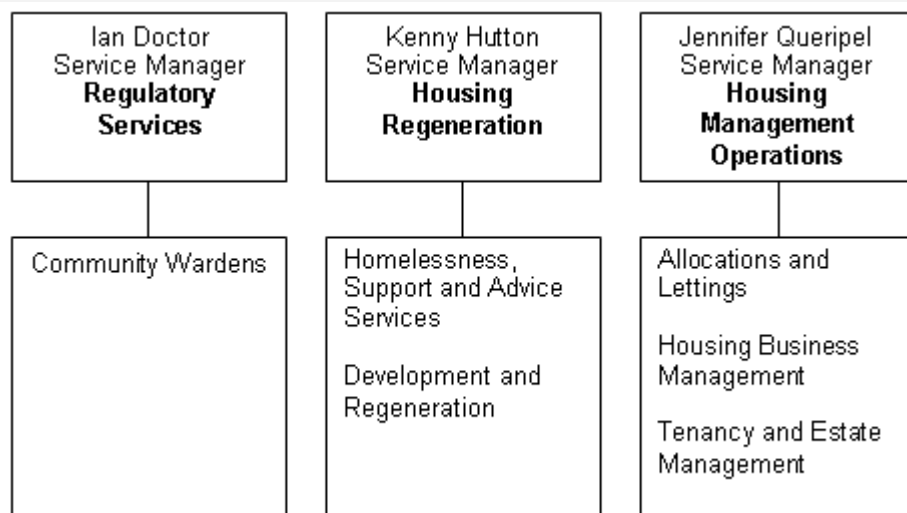 Ian Doctor
Service Manager
Regulatory
Services
Kenny Hutton
Service Manager
Housing
Regeneration
Jennifer Queripel
Service Manager
Housing
Management
Operations
Community Wardens
Homelessness,
Support and Advice
Services
Development and
Regeneration
Allocations and
Lettings
Housing Business
Management
Tenancy and Estate
Management